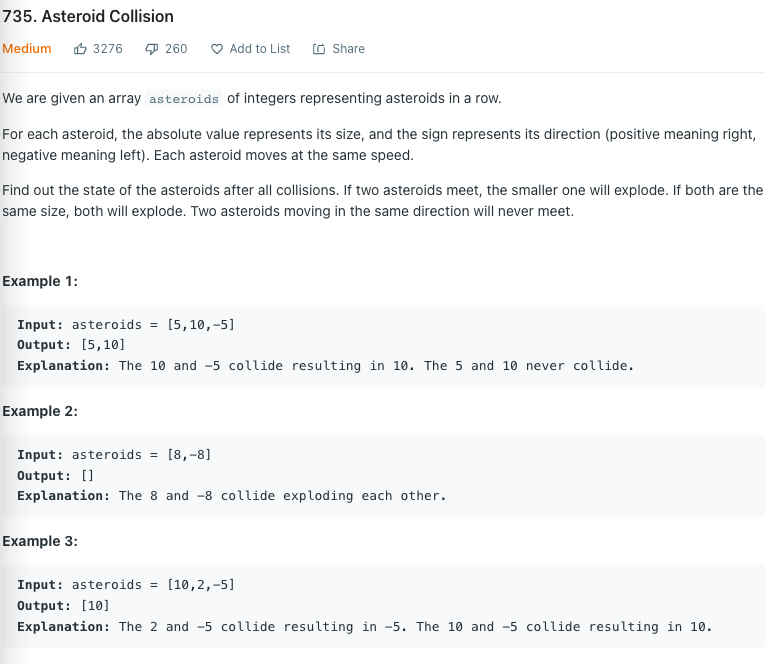 735. Asteroid Collision
Medium 3276 260 Add to List Share
We are given an array asteroids of integers representing asteroids in a row.
For each asteroid, the absolute value represents its size, and the sign represents its direction (positive meaning right,
negative meaning left). Each asteroid moves at the same speed.
Find out the state of the asteroids after all collisions. If two asteroids meet, the smaller one will explode. If both are the
same size, both will explode. Two asteroids moving in the same direction will never meet.
Example 1:
Input: asteroids = [5,10,-5]
Output: [5,10]
Explanation: The 10 and -5 collide resulting in 10. The 5 and 10 never collide.
Example 2:
Input: asteroids = [8,-8]
Output: []
Explanation: The 8 and -8 collide exploding each other.
Example 3:
Input: asteroids = [10,2,-5]
Output: [10]
Explanation: The 2 and -5 collide resulting in -5. The 10 and -5 collide resulting in 10.